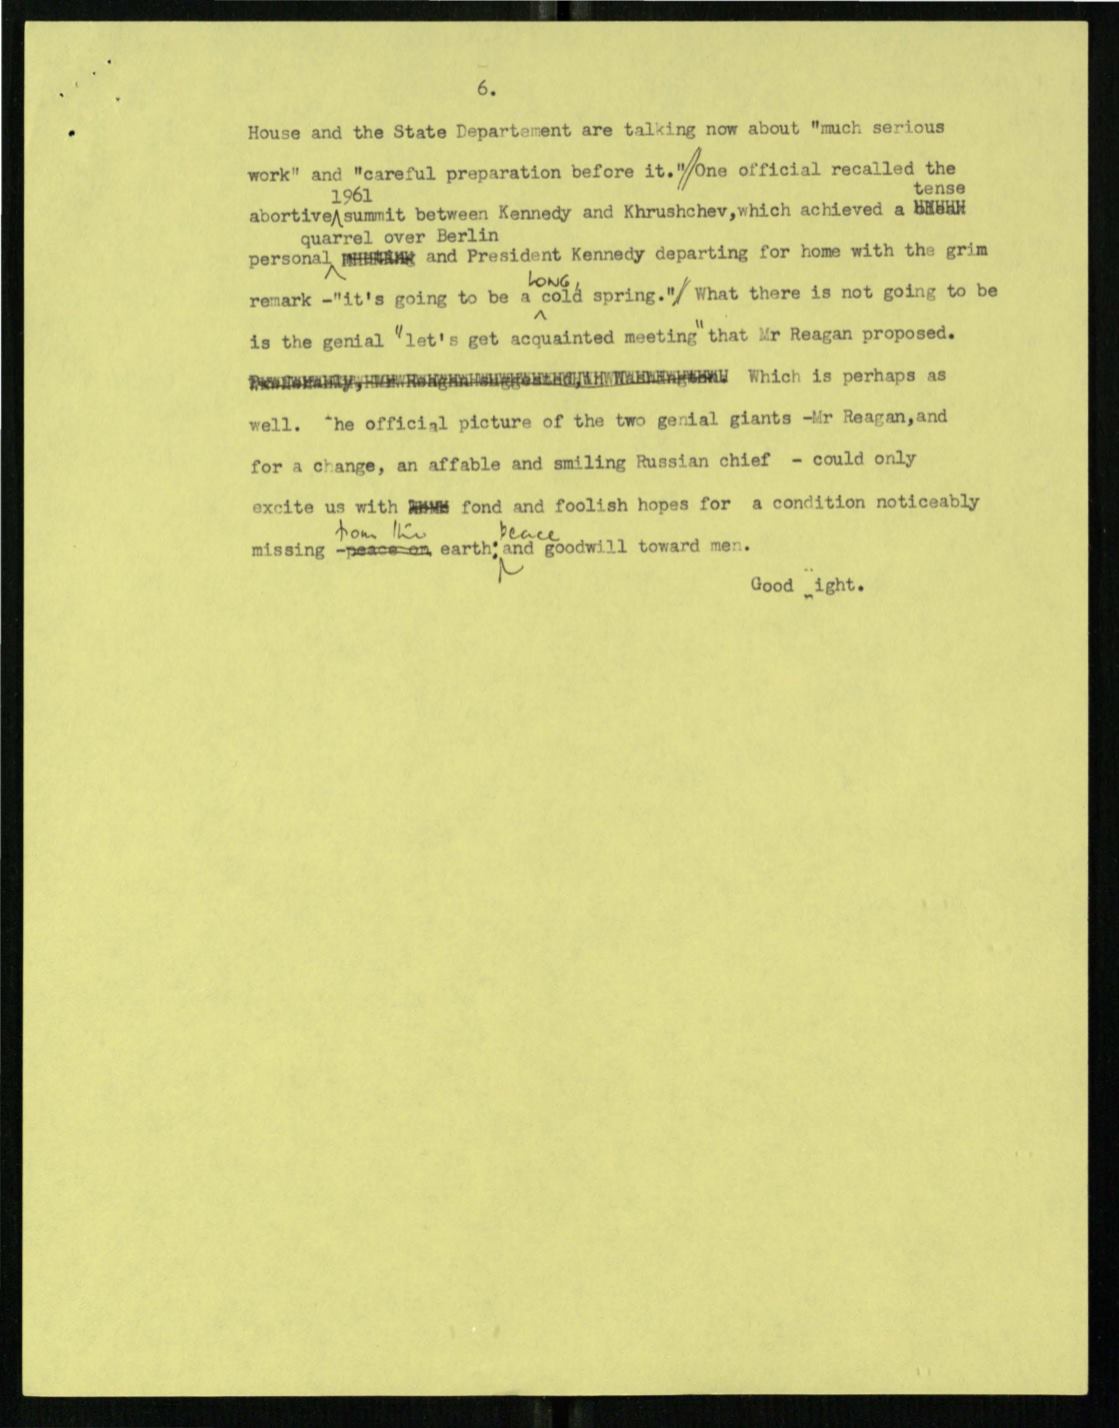 6.
House and the State Departement are talking now about "much serious
work" and "careful preparation before it."//One official recalled the
1961 tense
abortive summit between Kennedy and Khrushchev,which achieved a
quarrel over Berlin
personal and President Kennedy departing for home with the grim
LONG,
remark -"it's going to be a cold spring."// What there is not going to be
is the genial "let's get acquainted meeting" that Mr Reagan proposed.
Which is perhaps as
well. The official picture of the two genial giants -Mr Reagan,and
for a change, an affable and smiling Russian chief - could only
excite us with fond and foolish hopes for a condition noticeably
from this peace
missing -peace on earth: and goodwill toward men.
Good night.